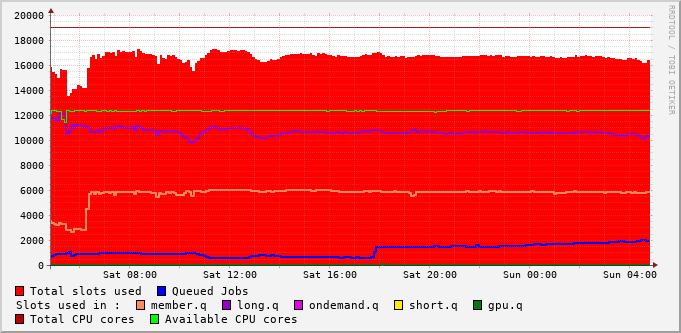 20000
18000
16000
14000
12000
10000
8000
6000
4000
2000
0
Sat 08:00 Sat 12:00 Sat 16:00 Sat 20:00 Sun 00:00 Sun 04:00
Total slots used Queued Jobs
Slots used in : member.q long.q ondemand.q short.q gpu.q
Total CPU cores Available CPU cores
RRDTOOL / TOBI OETIKER